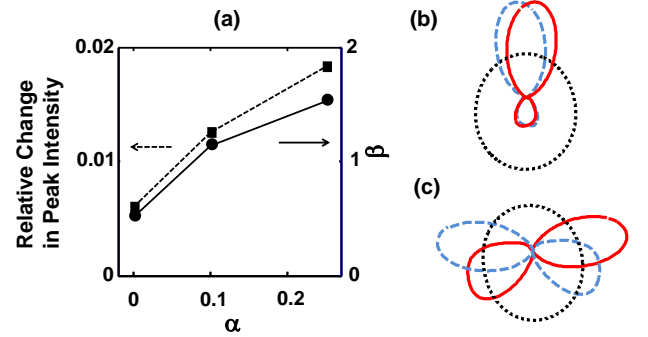 (a)
(b)
0.02
2
Relative Change
in Peak Intensity
0.01
1
β
(c)
0
0
0
0.1
0.2
α